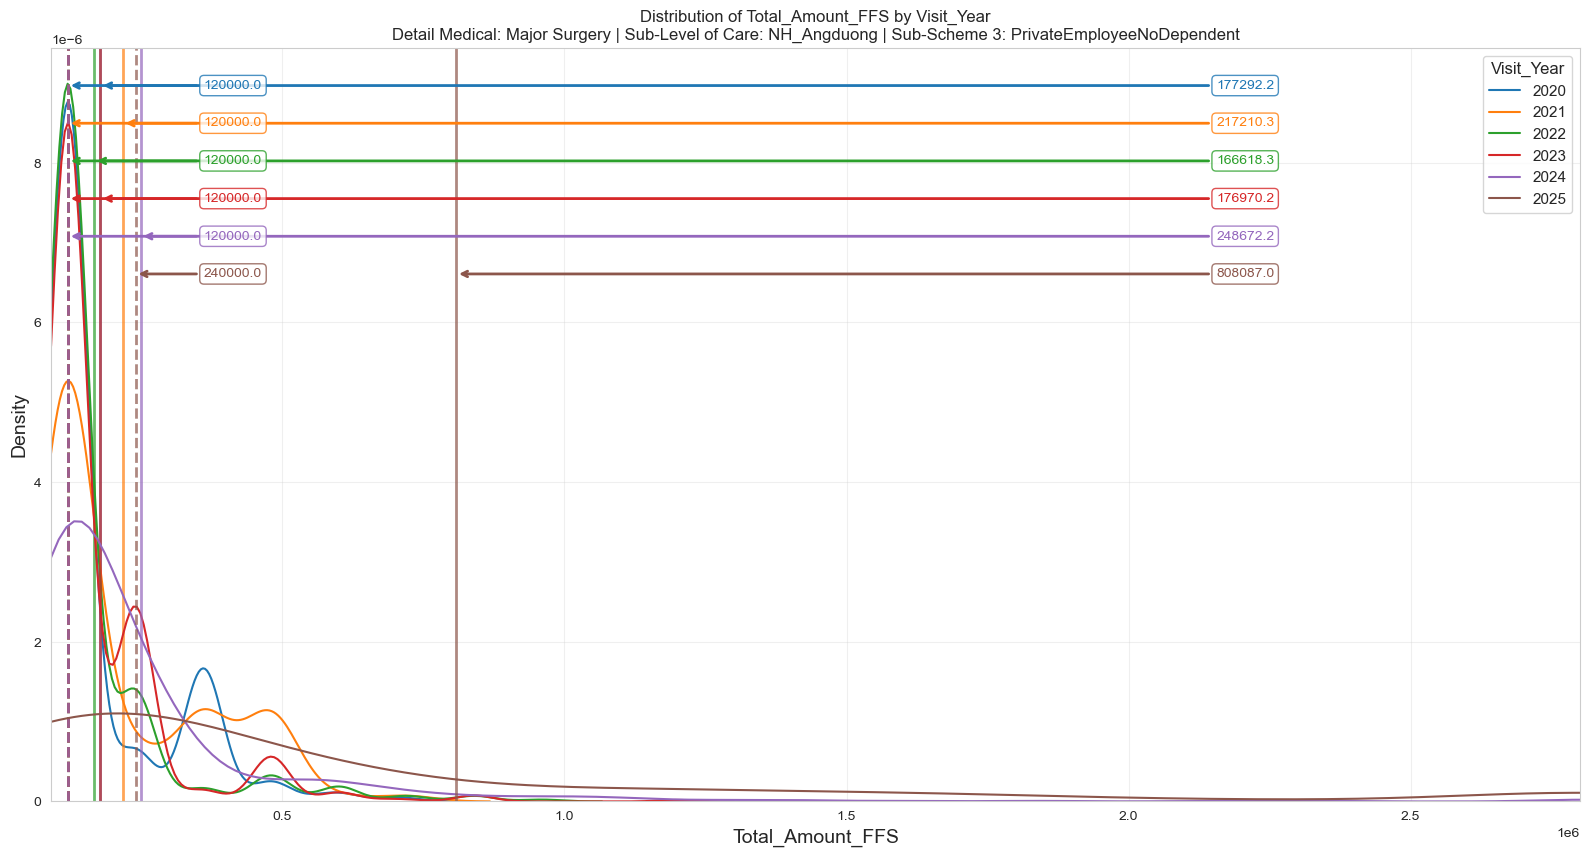 Distribution of Total_Amount_FFS by Visit_Year
Detail Medical: Major Surgery | Sub-Level of Care: NH_Angduong | Sub-Scheme 3: PrivateEmployeeNoDependent
1e−6
Visit_Year
2020
2021
2022
2023
2024
2025
120000.0 177292.2
120000.0 217210.3
120000.0 166618.3
120000.0 176970.2
120000.0 248672.2
240000.0 808087.0
8
6
4
2
0
Density
0.5 1.0 1.5 2.0 2.5
1e6
Total_Amount_FFS